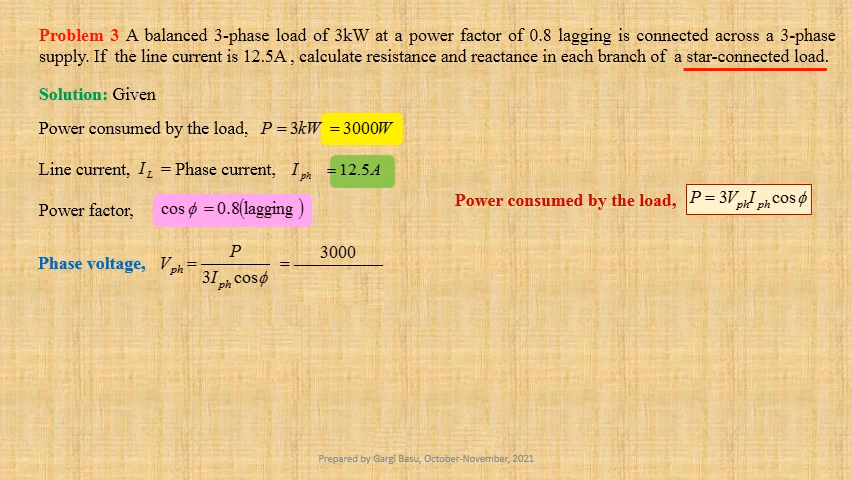 Problem 3 A balanced 3-phase load of 3kW at a power factor of 0.8 lagging is connected across a 3-phase
supply. If the line current is 12.5A , calculate resistance and reactance in each branch of a star-connected load.
Solution: Given
Power consumed by the load, P = 3kW = 3000W
Line current, I_L = Phase current, I_ph = 12.5A
Power factor, cos ϕ = 0.8(lagging )
Power consumed by the load, P = 3V_ph I_ph cos ϕ
Phase voltage, V_ph = P / 3I_ph cos ϕ = 3000
Prepared by Gargi Basu, October-November, 2021